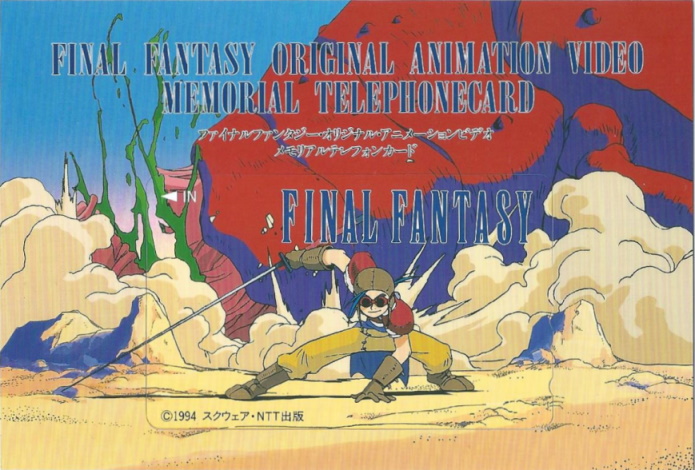 FINAL FANTASY ORIGINAL ANIMATION VIDEO
MEMORIAL TELEPHONECARD
ファイナルファンタジー・オリジナル・アニメーションビデオ
メモリアル・テレフォンカード
◀IN
FINAL FANTASY
©1994 スクウェア・NTT出版